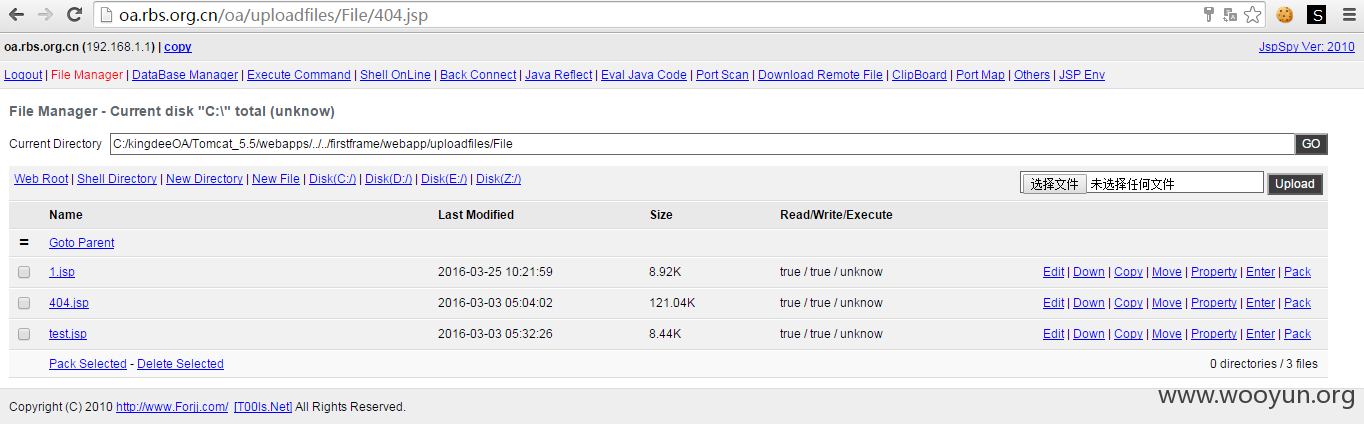 oa.rbs.org.cn/oa/uploadfiles/File/404.jsp
oa.rbs.org.cn (192.168.1.1) | copy JspSpy Ver: 2010
Logout | File Manager | DataBase Manager | Execute Command | Shell OnLine | Back Connect | Java Reflect | Eval Java Code | Port Scan | Download Remote File | ClipBoard | Port Map | Others | JSP Env
File Manager - Current disk "C:\" total (unknow)
Current Directory C:/kingdeeOA/Tomcat_5.5/webapps/../../firstframe/webapp/uploadfiles/File GO
Web Root | Shell Directory | New Directory | New File | Disk(C:/) | Disk(D:/) | Disk(E:/) | Disk(Z:/) 选择文件 未选择任何文件 Upload
Name Last Modified Size Read/Write/Execute
= Goto Parent
1.jsp 2016-03-25 10:21:59 8.92K true / true / unknow Edit | Down | Copy | Move | Property | Enter | Pack
404.jsp 2016-03-03 05:04:02 121.04K true / true / unknow Edit | Down | Copy | Move | Property | Enter | Pack
test.jsp 2016-03-03 05:32:26 8.44K true / true / unknow Edit | Down | Copy | Move | Property | Enter | Pack
Pack Selected - Delete Selected 0 directories / 3 files
Copyright (C) 2010 http://www.Forjj.com/ [T00ls.Net] All Rights Reserved.
www.wooyun.org